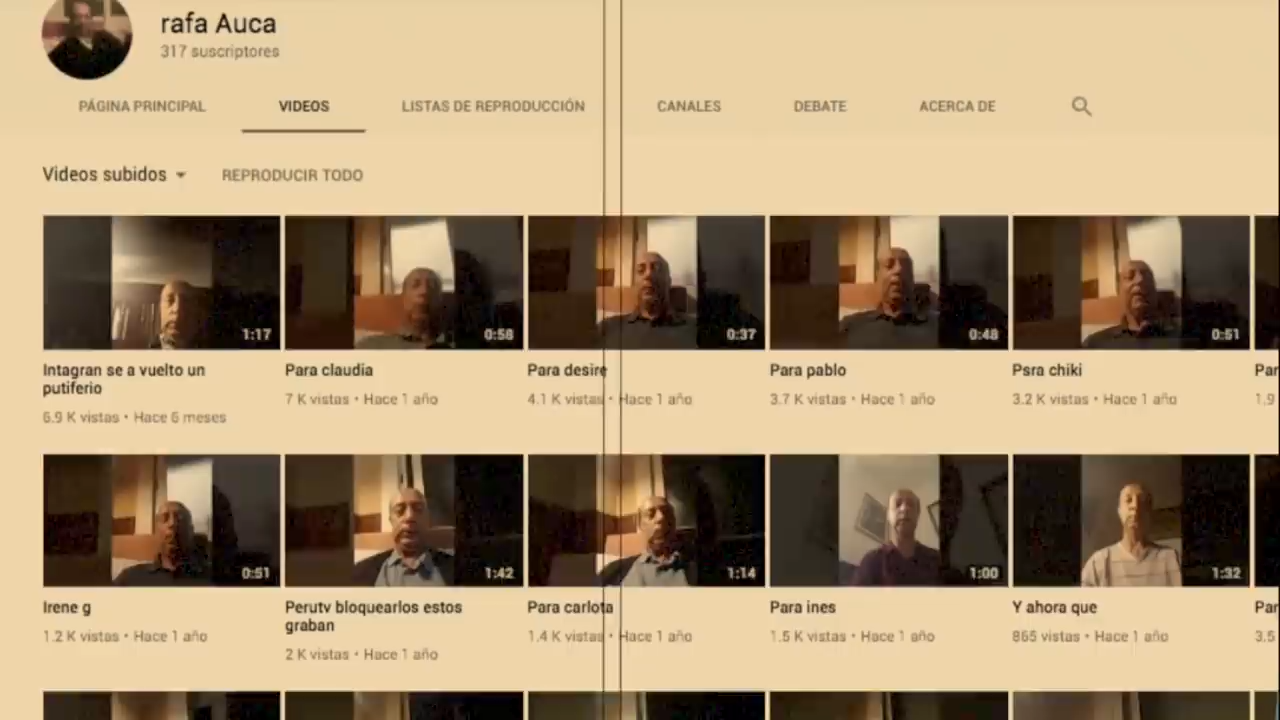 rafa Auca
317 suscriptores
PÁGINA PRINCIPAL VIDEOS LISTAS DE REPRODUCCIÓN CANALES DEBATE ACERCA DE
Videos subidos REPRODUCIR TODO
1:17 0:58 0:37 0:48 0:51
Intagran se a vuelto un
putiferio
6.9 K vistas • Hace 6 meses
Para claudia
7 K vistas • Hace 1 año
Para desire
4.1 K vistas • Hace 1 año
Para pablo
3.7 K vistas • Hace 1 año
Psra chiki
3.2 K vistas • Hace 1 año
Par
1.9
0:51 1:42 1:14 1:00 1:32
Irene g
1.2 K vistas • Hace 1 año
Perutv bloquearlos estos
graban
2 K vistas • Hace 1 año
Para carlota
1.4 K vistas • Hace 1 año
Para ines
1.5 K vistas • Hace 1 año
Y ahora que
865 vistas • Hace 1 año
Par
3.5